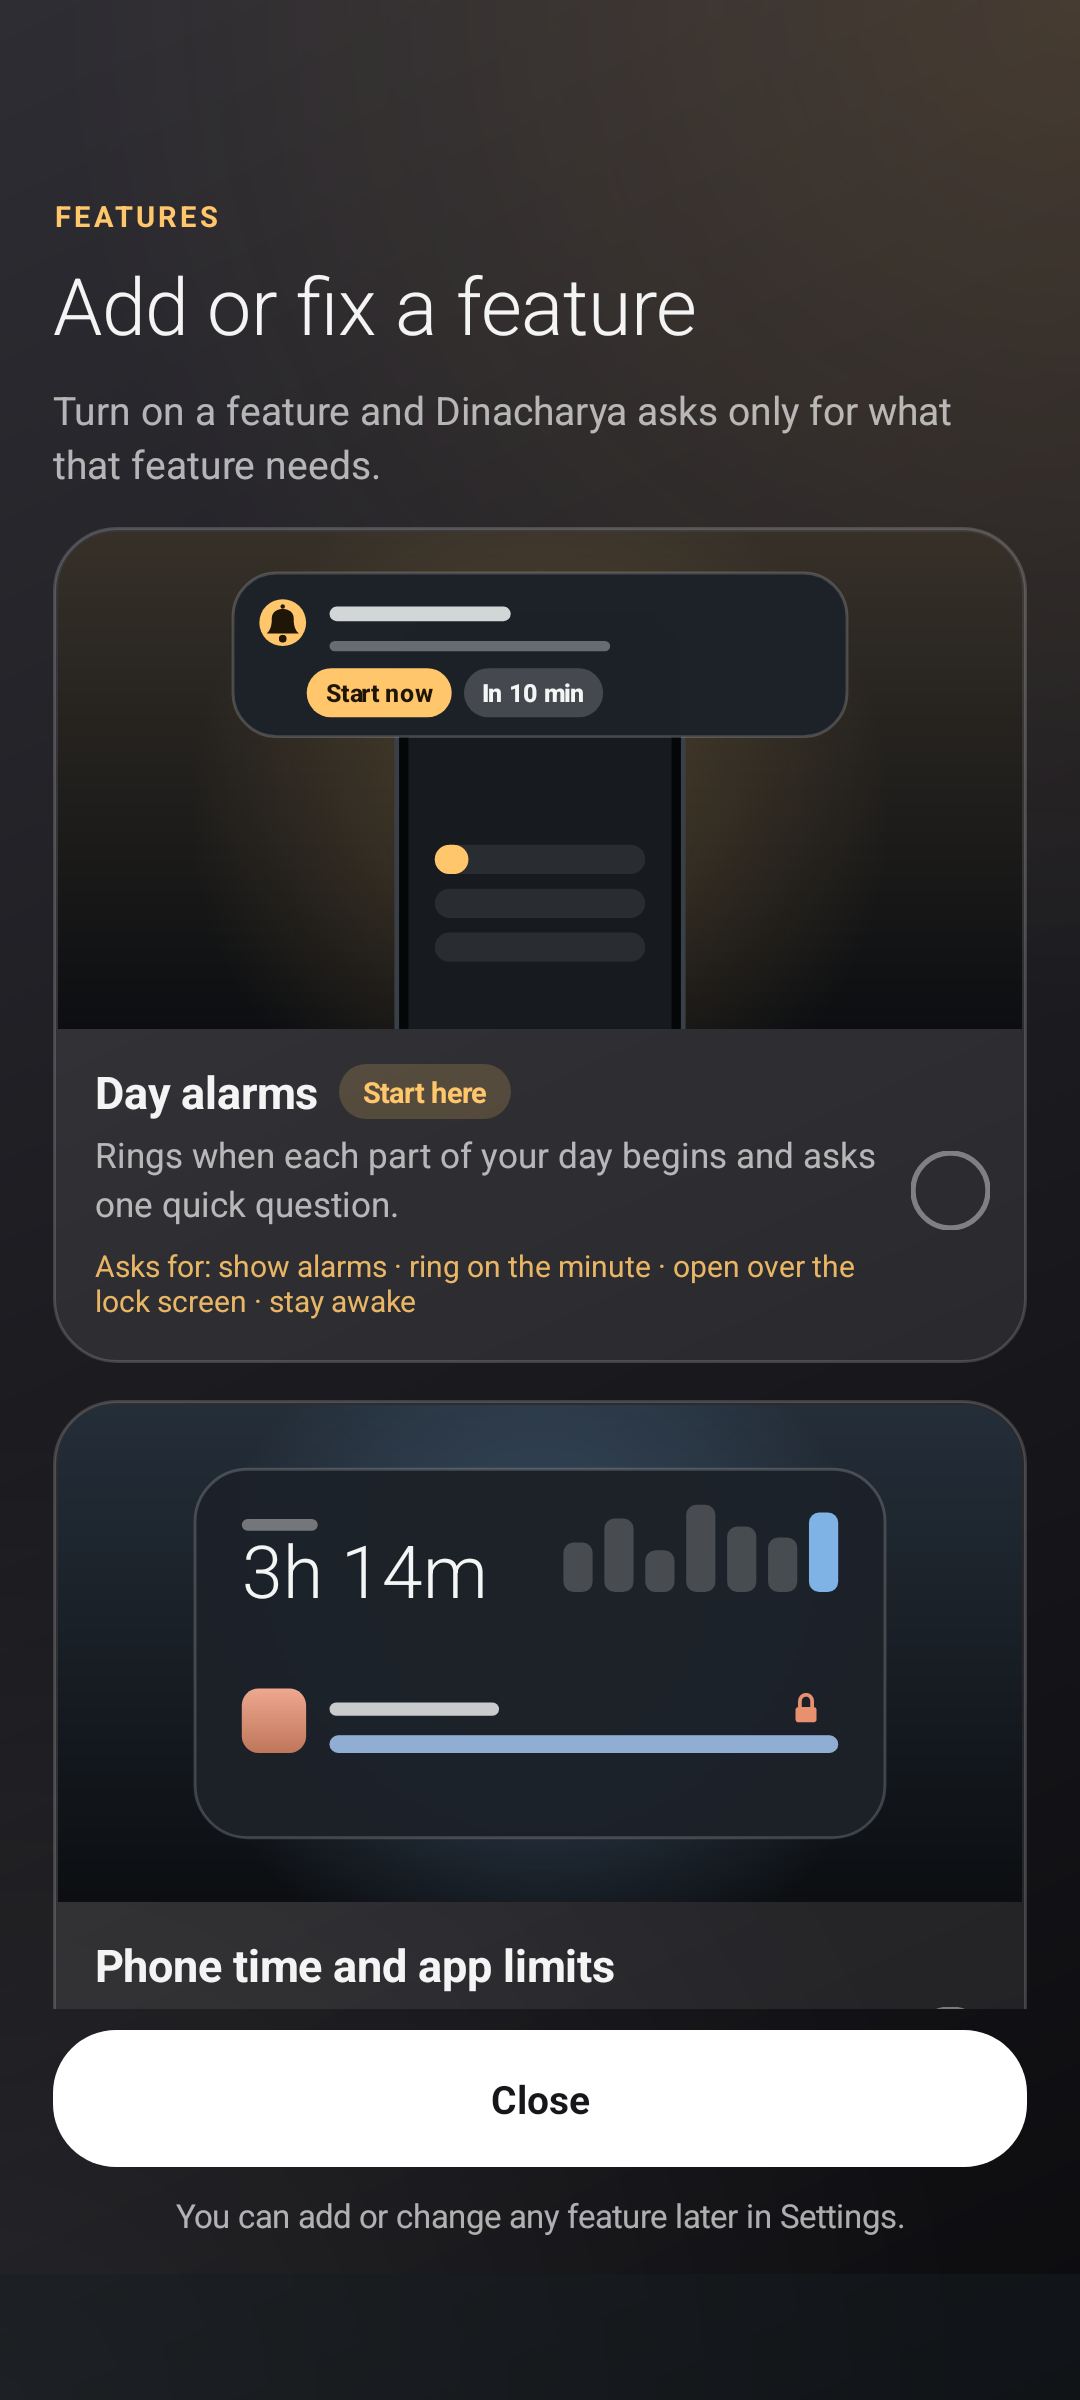 FEATURES
Add or fix a feature
Turn on a feature and Dinacharya asks only for what
that feature needs.
Start now
In 10 min
Day alarms
Start here
Rings when each part of your day begins and asks
one quick question.
Asks for: show alarms · ring on the minute · open over the
lock screen · stay awake
3h 14m
Phone time and app limits
Close
You can add or change any feature later in Settings.